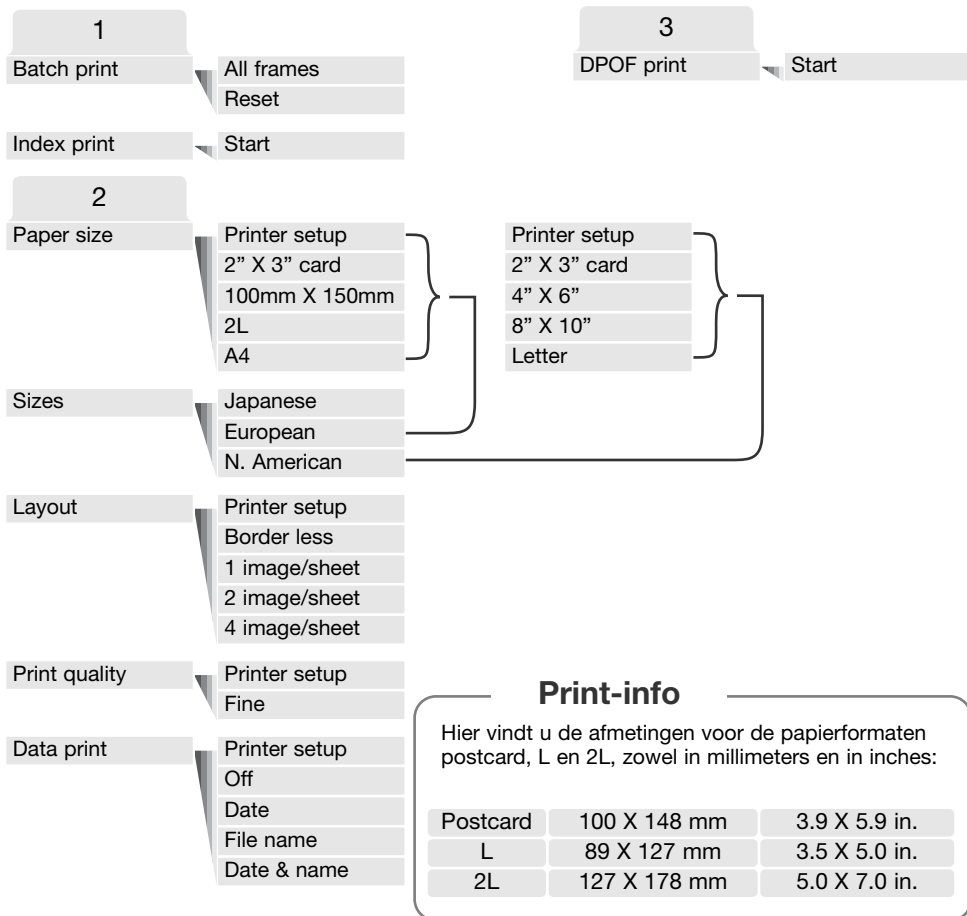 1
Batch print
All frames
Reset
Index print
Start
3
DPOF print
Start
2
Paper size
Printer setup
2” X 3” card
100mm X 150mm
2L
A4
Printer setup
2” X 3” card
4” X 6”
8” X 10”
Letter
Sizes
Japanese
European
N. American
Layout
Printer setup
Border less
1 image/sheet
2 image/sheet
4 image/sheet
Print quality
Printer setup
Fine
Data print
Printer setup
Off
Date
File name
Date & name
Print-info
Hier vindt u de afmetingen voor de papierformaten
postcard, L en 2L, zowel in millimeters en in inches:
Postcard 100 X 148 mm 3.9 X 5.9 in.
L 89 X 127 mm 3.5 X 5.0 in.
2L 127 X 178 mm 5.0 X 7.0 in.